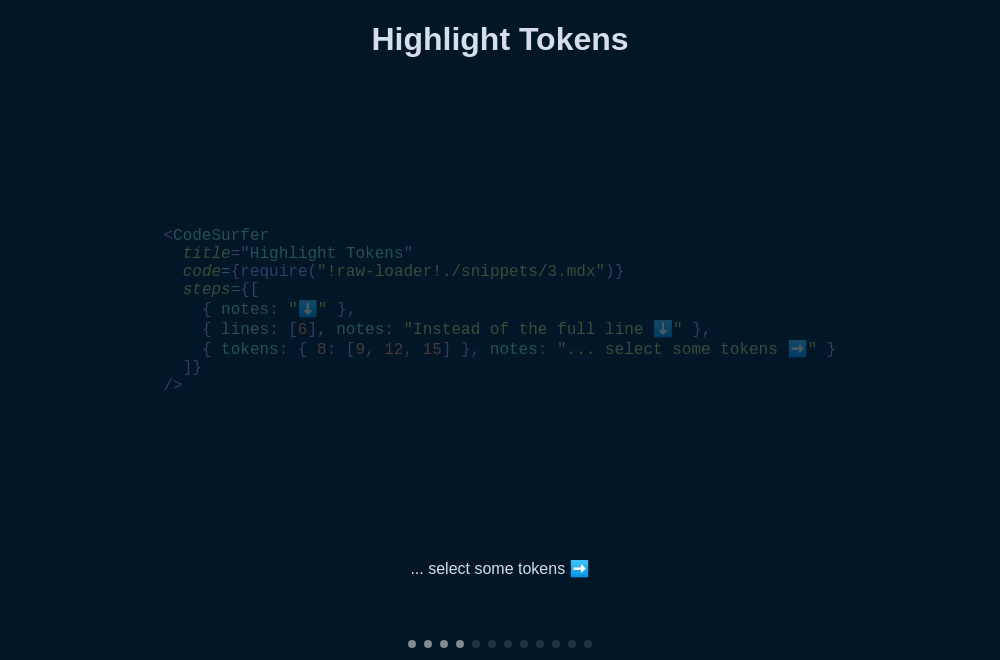 Highlight Tokens
<CodeSurfer
  title="Highlight Tokens"
  code={require("!raw-loader!./snippets/3.mdx")}
  steps={[
    { notes: "⬇️" },
    { lines: [6], notes: "Instead of the full line ⬇️" },
    { tokens: { 8: [9, 12, 15] }, notes: "... select some tokens ➡️" }
  ]}
/>
... select some tokens ➡️